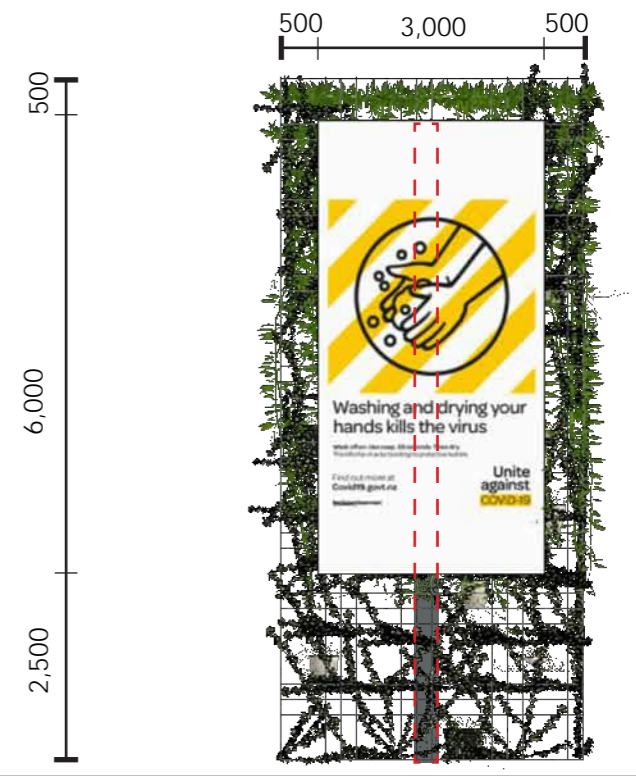 500
3,000
500
500
6,000
2,500
Washing and drying your
hands kills the virus
Find out more at
Covid19.govt.nz
Unite
against
COVID-19